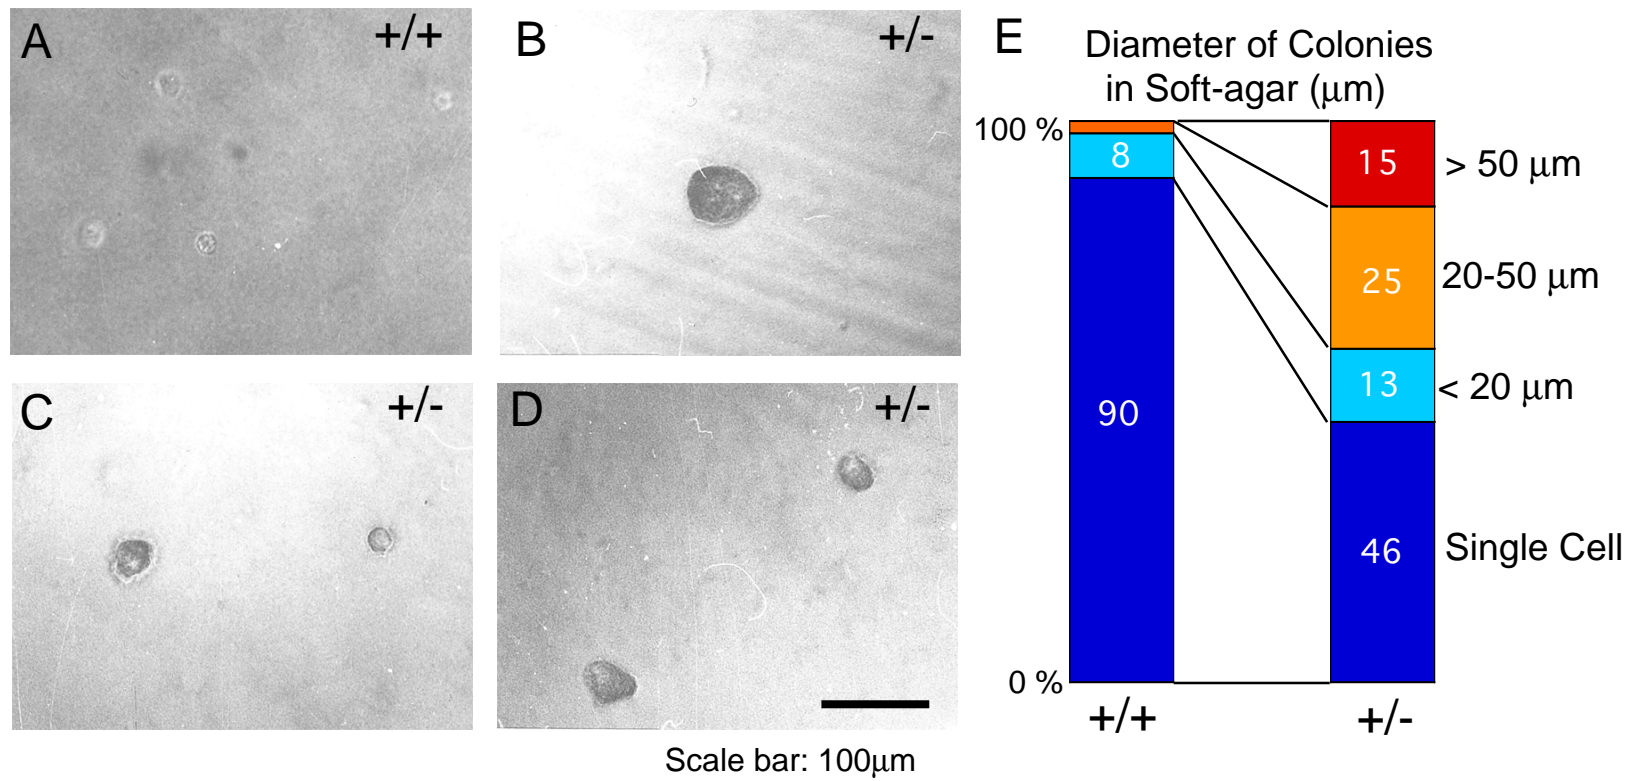 A
+/+
B
+/-
C
+/-
D
+/-
Scale bar: 100μm
E
Diameter of Colonies
in Soft-agar (μm)
100 %
8
90
0 %
15
> 50 μm
25
20-50 μm
13
< 20 μm
46
Single Cell
+/+
+/-